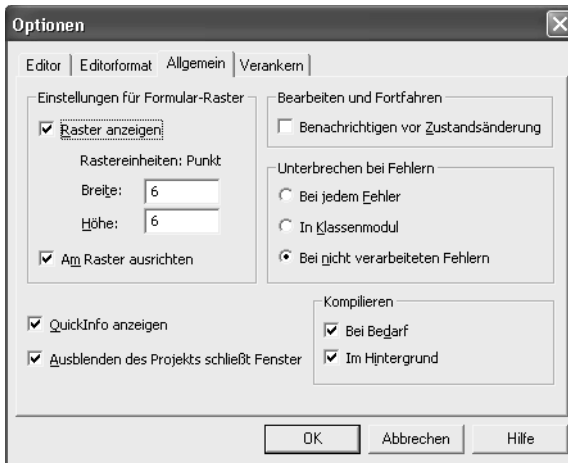 Optionen
Editor
Editorformat
Allgemein
Verankern
Einstellungen für Formular-Raster
Raster anzeigen
Rastereinheiten: Punkt
Breite: 6
Höhe: 6
Am Raster ausrichten
Bearbeiten und Fortfahren
Benachrichtigen vor Zustandsänderung
Unterbrechen bei Fehlern
Bei jedem Fehler
In Klassenmodul
Bei nicht verarbeiteten Fehlern
QuickInfo anzeigen
Ausblenden des Projekts schließt Fenster
Kompilieren
Bei Bedarf
Im Hintergrund
OK
Abbrechen
Hilfe